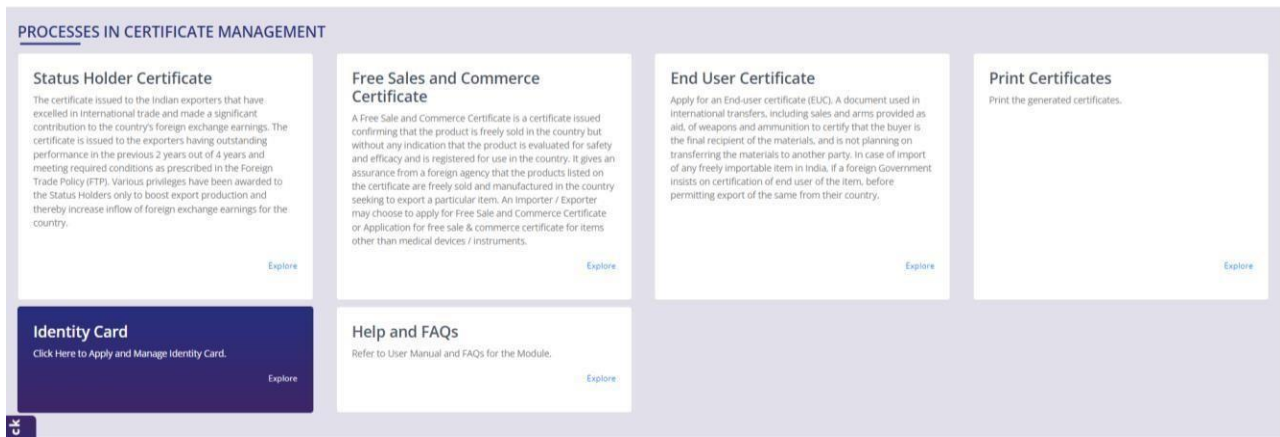 PROCESSES IN CERTIFICATE MANAGEMENT
Status Holder Certificate
The certificate issued to the Indian exporters that have
excelled in International trade and made a significant
contribution to the country's foreign exchange earnings. The
certificate is issued to the exporters having outstanding
performance in the previous 2 years out of 4 years and
meeting required conditions as prescribed in the Foreign
Trade Policy (FTP). Various privileges have been awarded to
the Status Holders only to boost export production and
thereby increase inflow of foreign exchange earnings for the
country.
Explore
Free Sales and Commerce
Certificate
A Free Sale and Commerce Certificate is a certificate issued
confirming that the product is freely sold in the country but
without any indication that the product is evaluated for safety
and efficacy and is registered for use in the country. It gives an
assurance from a foreign agency that the products listed on
the certificate are freely sold and manufactured in the country
seeking to export a particular item. An Importer / Exporter
may choose to apply for Free Sale and Commerce Certificate
or Application for free sale & commerce certificate for items
other than medical devices / instruments.
Explore
End User Certificate
Apply for an End-user certificate (EUC). A document used in
international transfers, including sales and arms provided as
aid, of weapons and ammunition to certify that the buyer is
the final recipient of the materials, and is not planning on
transferring the materials to another party. In case of import
of any freely importable item in India, if a foreign Government
insists on certification of end user of the item, before
permitting export of the same from their country.
Explore
Print Certificates
Print the generated certificates.
Explore
Identity Card
Click Here to Apply and Manage Identity Card.
Explore
Help and FAQs
Refer to User Manual and FAQs for the Module.
Explore
ck